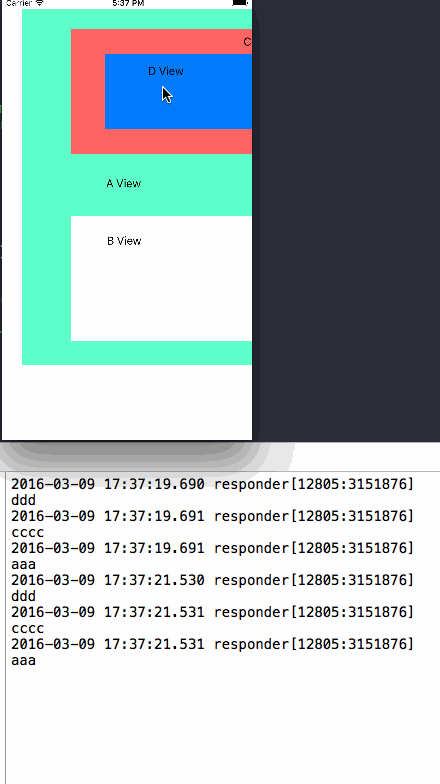 Carrier 5:37 PM
C
D View
A View
B View
2016-03-09 17:37:19.690 responder[12805:3151876]
ddd
2016-03-09 17:37:19.691 responder[12805:3151876]
cccc
2016-03-09 17:37:19.691 responder[12805:3151876]
aaa
2016-03-09 17:37:21.530 responder[12805:3151876]
ddd
2016-03-09 17:37:21.531 responder[12805:3151876]
cccc
2016-03-09 17:37:21.531 responder[12805:3151876]
aaa